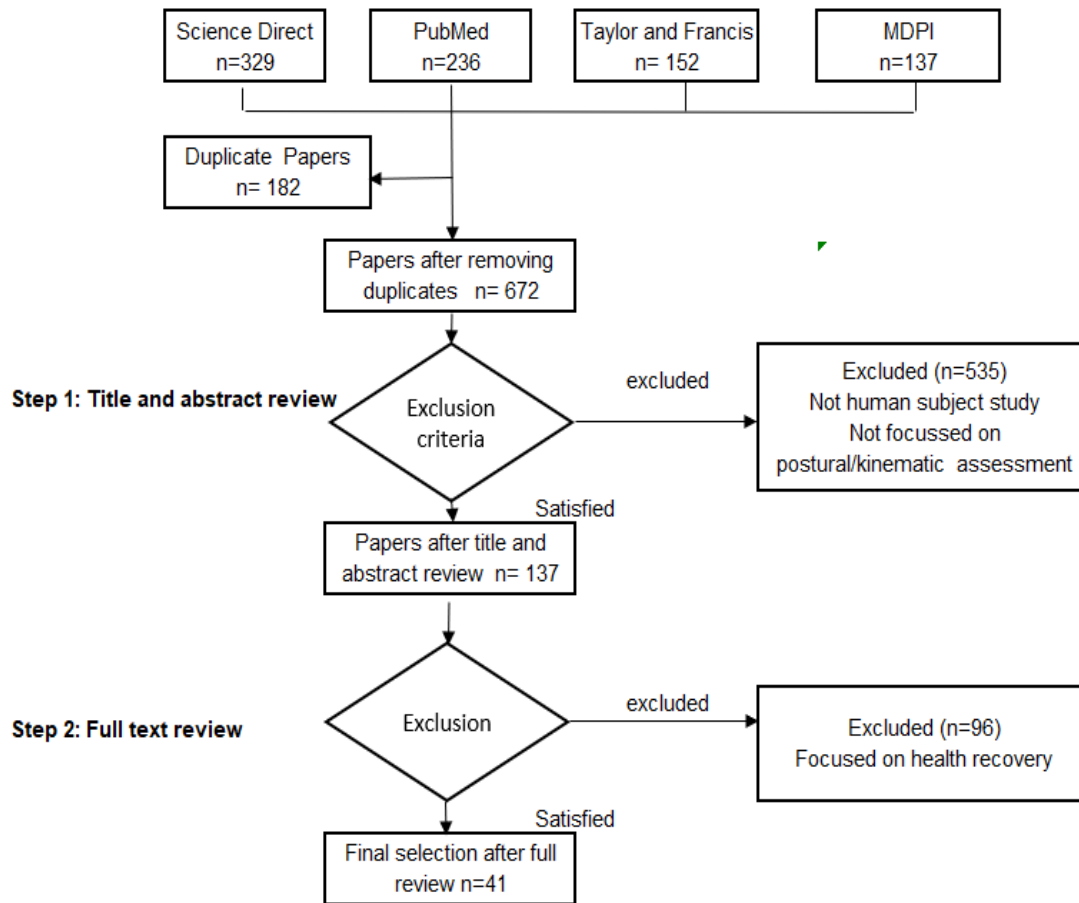 Science Direct
n=329
PubMed
n=236
Taylor and Francis
n= 152
MDPI
n=137
Duplicate Papers
n= 182
Papers after removing
duplicates n= 672
Step 1: Title and abstract review
Exclusion
criteria
excluded
Excluded (n=535)
Not human subject study
Not focussed on
postural/kinematic assessment
Satisfied
Papers after title and
abstract review n= 137
Step 2: Full text review
Exclusion
excluded
Excluded (n=96)
Focused on health recovery
Satisfied
Final selection after full
review n=41